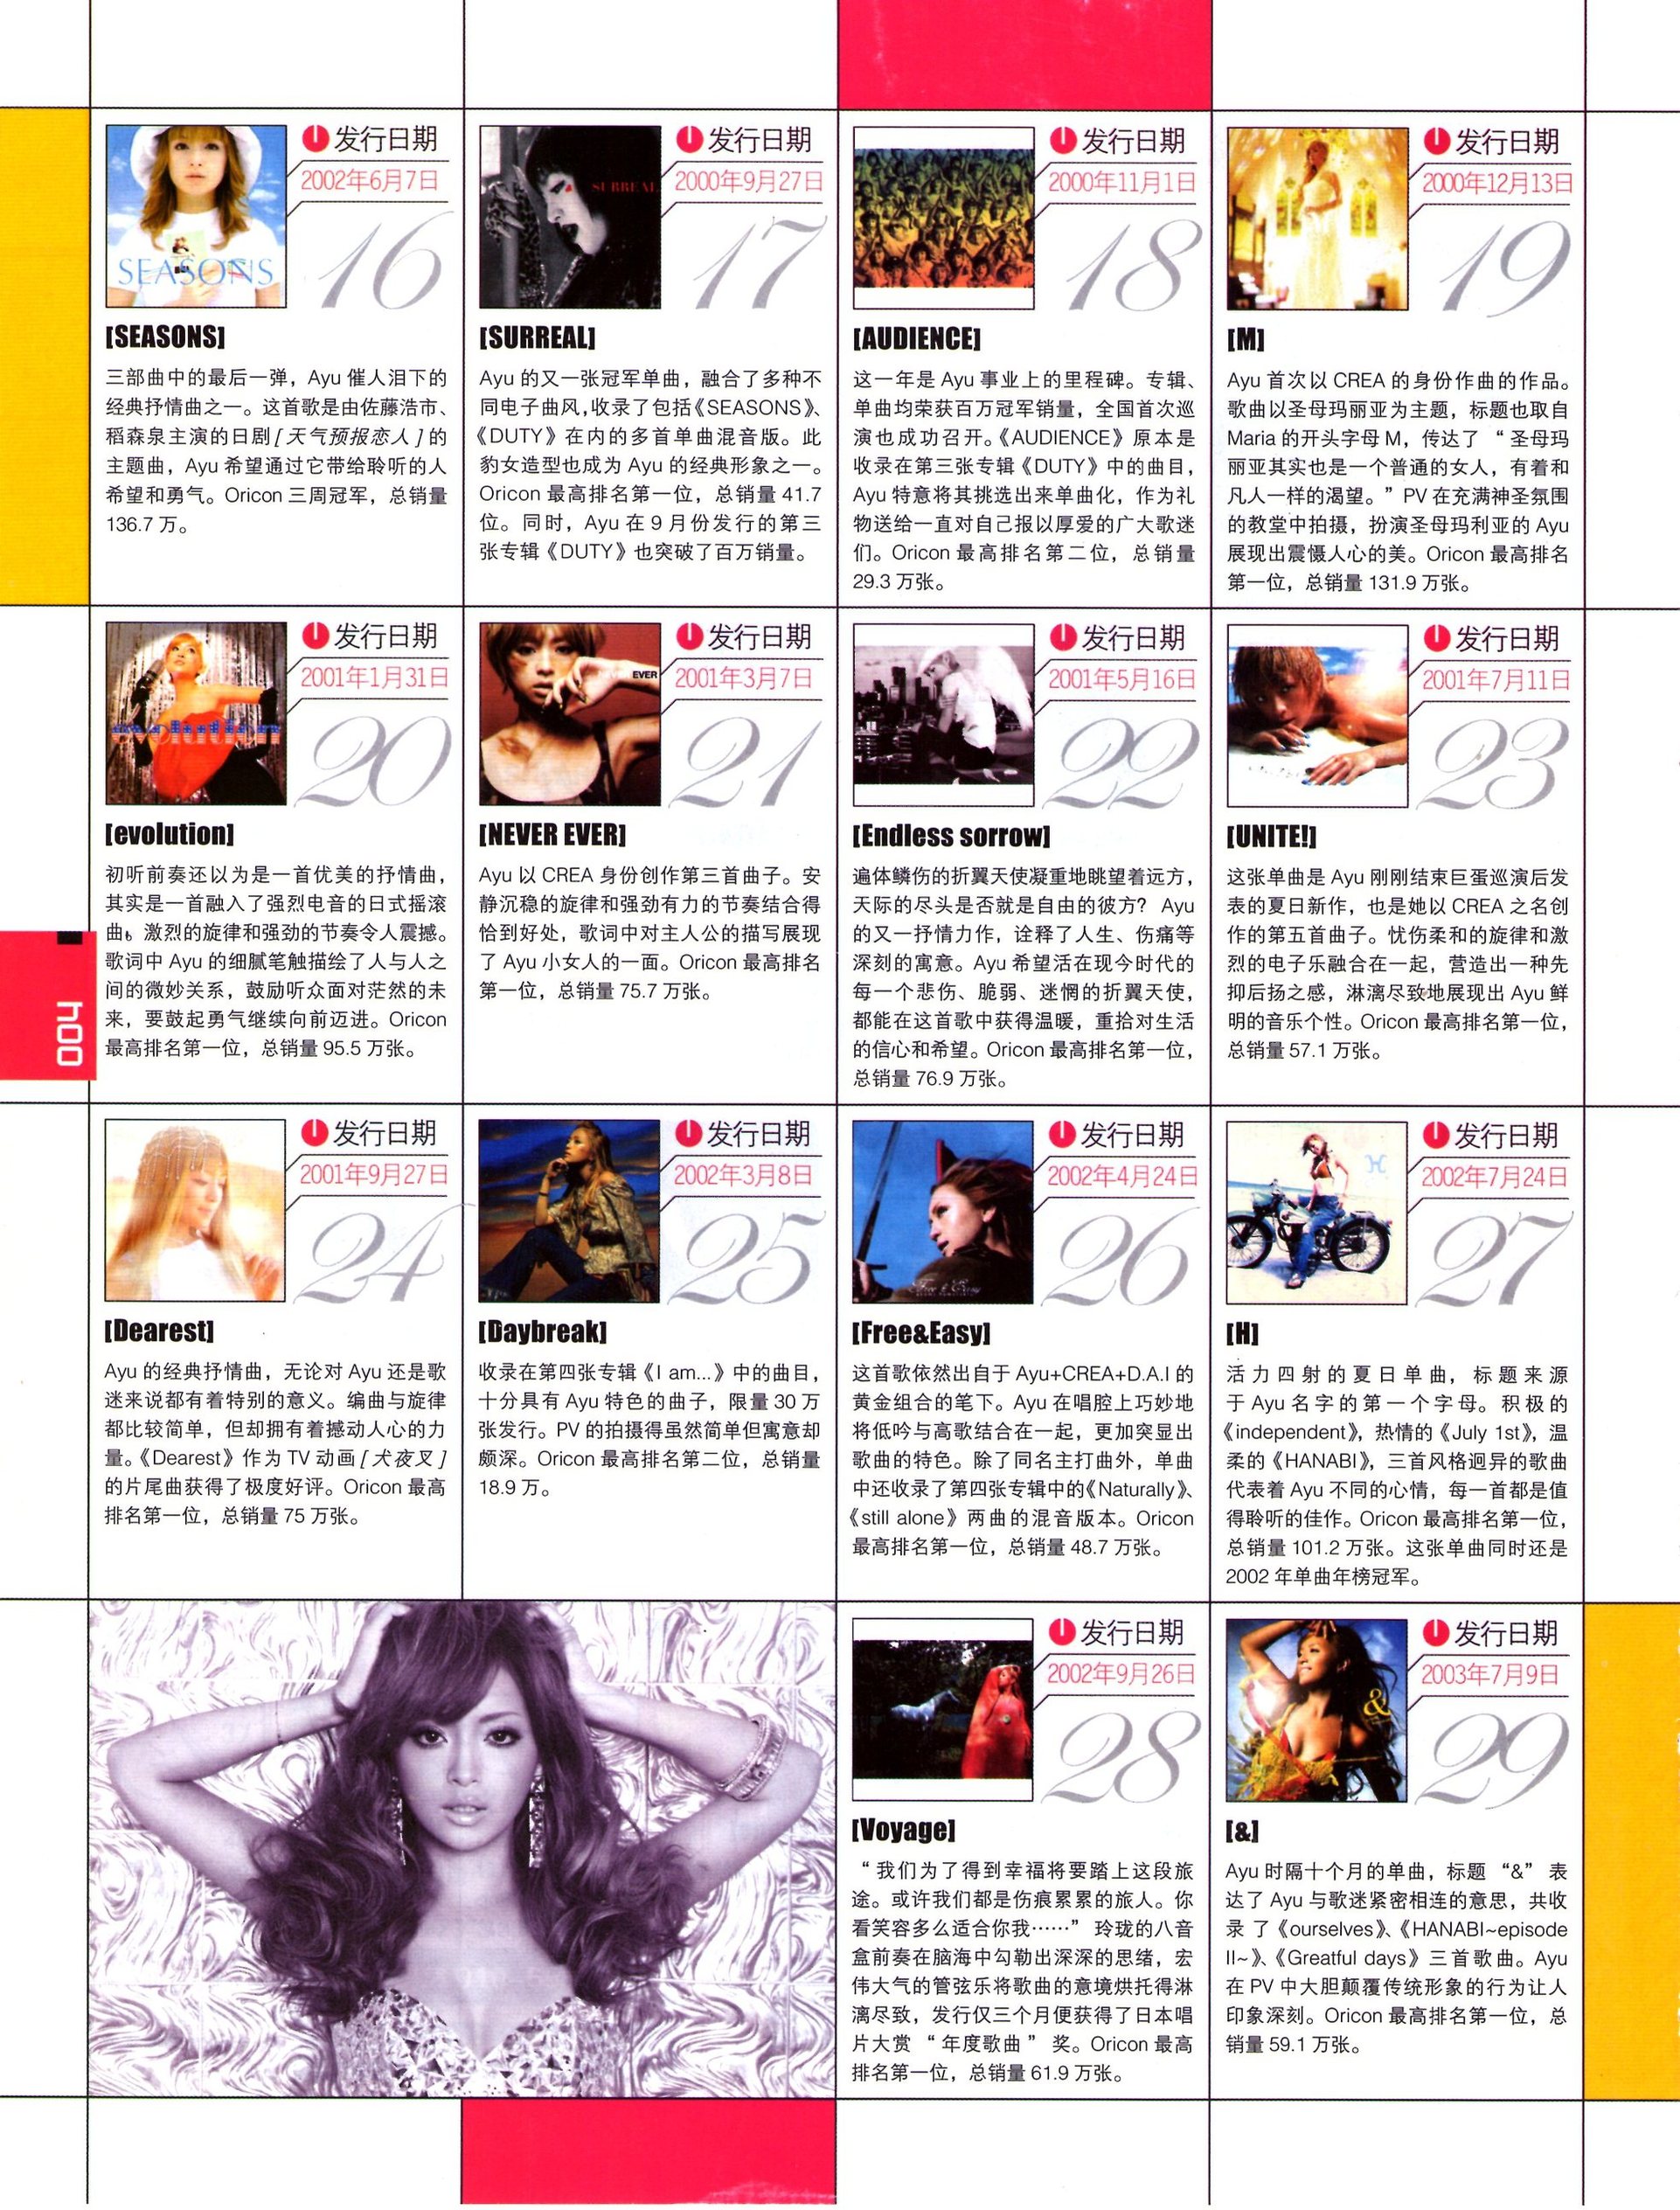 发行日期
2002年6月7日
16
SEASONS
[SEASONS]
三部曲中的最后一弹，Ayu 催人泪下的
经典抒情曲之一。这首歌是由佐藤浩市、
稻森泉主演的日剧[天气预报恋人]的
主题曲，Ayu 希望通过它带给聆听的人
希望和勇气。Oricon 三周冠军，总销量
136.7 万。
发行日期
2000年9月27日
17
SURREAL
[SURREAL]
Ayu 的又一张冠军单曲，融合了多种不
同电子曲风，收录了包括《SEASONS》、
《DUTY》在内的多首单曲混音版。此
豹女造型也成为 Ayu 的经典形象之一。
Oricon 最高排名第一位，总销量 41.7
位。同时，Ayu 在 9 月份发行的第三
张专辑《DUTY》也突破了百万销量。
发行日期
2000年11月1日
18
[AUDIENCE]
这一年是 Ayu 事业上的里程碑。专辑、
单曲均荣获百万冠军销量，全国首次巡
演也成功召开。《AUDIENCE》原本是
收录在第三张专辑《DUTY》中的曲目，
Ayu 特意将其挑选出来单曲化，作为礼
物送给一直对自己报以厚爱的广大歌迷
们。Oricon 最高排名第二位，总销量
29.3 万张。
发行日期
2000年12月13日
19
[M]
Ayu 首次以 CREA 的身份作曲的作品。
歌曲以圣母玛丽亚为主题，标题也取自
Maria 的开头字母 M，传达了 “圣母玛
丽亚其实也是一个普通的女人，有着和
凡人一样的渴望。” PV 在充满神圣氛围
的教堂中拍摄，扮演圣母玛利亚的 Ayu
展现出震慑人心的美。Oricon 最高排名
第一位，总销量 131.9 万张。
发行日期
2001年1月31日
20
evolution
[evolution]
初听前奏还以为是一首优美的抒情曲，
其实是一首融入了强烈电音的日式摇滚
曲。激烈的旋律和强劲的节奏令人震撼。
歌词中 Ayu 的细腻笔触描绘了人与人之
间的微妙关系，鼓励听众面对茫然的未
来，要鼓起勇气继续向前迈进。Oricon
最高排名第一位，总销量 95.5 万张。
发行日期
2001年3月7日
21
EVER
[NEVER EVER]
Ayu 以 CREA 身份创作第三首曲子。安
静沉稳的旋律和强劲有力的节奏结合得
恰到好处，歌词中对主人公的描写展现
了 Ayu 小女人的一面。Oricon 最高排名
第一位，总销量 75.7 万张。
发行日期
2001年5月16日
22
[Endless sorrow]
遍体鳞伤的折翼天使凝重地眺望着远方，
天际的尽头是否就是自由的彼方？ Ayu
的又一抒情力作，诠释了人生、伤痛等
深刻的寓意。Ayu 希望活在现今时代的
每一个悲伤、脆弱、迷惘的折翼天使，
都能在这首歌中获得温暖，重拾对生活
的信心和希望。Oricon 最高排名第一位，
总销量 76.9 万张。
发行日期
2001年7月11日
23
[UNITE!]
这张单曲是 Ayu 刚刚结束巨蛋巡演后发
表的夏日新作，也是她以 CREA 之名创
作的第五首曲子。忧伤柔和的旋律和激
烈的电子乐融合在一起，营造出一种先
抑后扬之感，淋漓尽致地展现出 Ayu 鲜
明的音乐个性。Oricon 最高排名第一位，
总销量 57.1 万张。
004
发行日期
2001年9月27日
24
[Dearest]
Ayu 的经典抒情曲，无论对 Ayu 还是歌
迷来说都有着特别的意义。编曲与旋律
都比较简单，但却拥有着撼动人心的力
量。《Dearest》作为 TV 动画[犬夜叉]
的片尾曲获得了极度好评。Oricon 最高
排名第一位，总销量 75 万张。
发行日期
2002年3月8日
25
[Daybreak]
收录在第四张专辑《I am...》中的曲目，
十分具有 Ayu 特色的曲子，限量 30 万
张发行。PV 的拍摄得虽然简单但寓意却
颇深。Oricon 最高排名第二位，总销量
18.9 万。
发行日期
2002年4月24日
26
Free & Easy
[Free&Easy]
这首歌依然出自于 Ayu+CREA+D.A.I 的
黄金组合的笔下。Ayu 在唱腔上巧妙地
将低吟与高歌结合在一起，更加突显出
歌曲的特色。除了同名主打曲外，单曲
中还收录了第四张专辑中的《Naturally》、
《still alone》两曲的混音版本。Oricon
最高排名第一位，总销量 48.7 万张。
发行日期
2002年7月24日
27
H
[H]
活力四射的夏日单曲，标题来源
于 Ayu 名字的第一个字母。积极的
《independent》，热情的《July 1st》，温
柔的《HANABI》，三首风格迥异的歌曲
代表着 Ayu 不同的心情，每一首都是值
得聆听的佳作。Oricon 最高排名第一位，
总销量 101.2 万张。这张单曲同时还是
2002 年单曲年榜冠军。
发行日期
2002年9月26日
28
[Voyage]
“我们为了得到幸福将要踏上这段旅
途。或许我们都是伤痕累累的旅人。你
看笑容多么适合你我……” 玲珑的八音
盒前奏在脑海中勾勒出深深的思绪，宏
伟大气的管弦乐将歌曲的意境烘托得淋
漓尽致，发行仅三个月便获得了日本唱
片大赏 “年度歌曲” 奖。Oricon 最高
排名第一位，总销量 61.9 万张。
发行日期
2003年7月9日
29
&
[&]
Ayu 时隔十个月的单曲，标题 “&” 表
达了 Ayu 与歌迷紧密相连的意思，共收
录了《ourselves》、《HANABI~episode
II~》、《Greatful days》三首歌曲。Ayu
在 PV 中大胆颠覆传统形象的行为让人
印象深刻。Oricon 最高排名第一位，总
销量 59.1 万张。